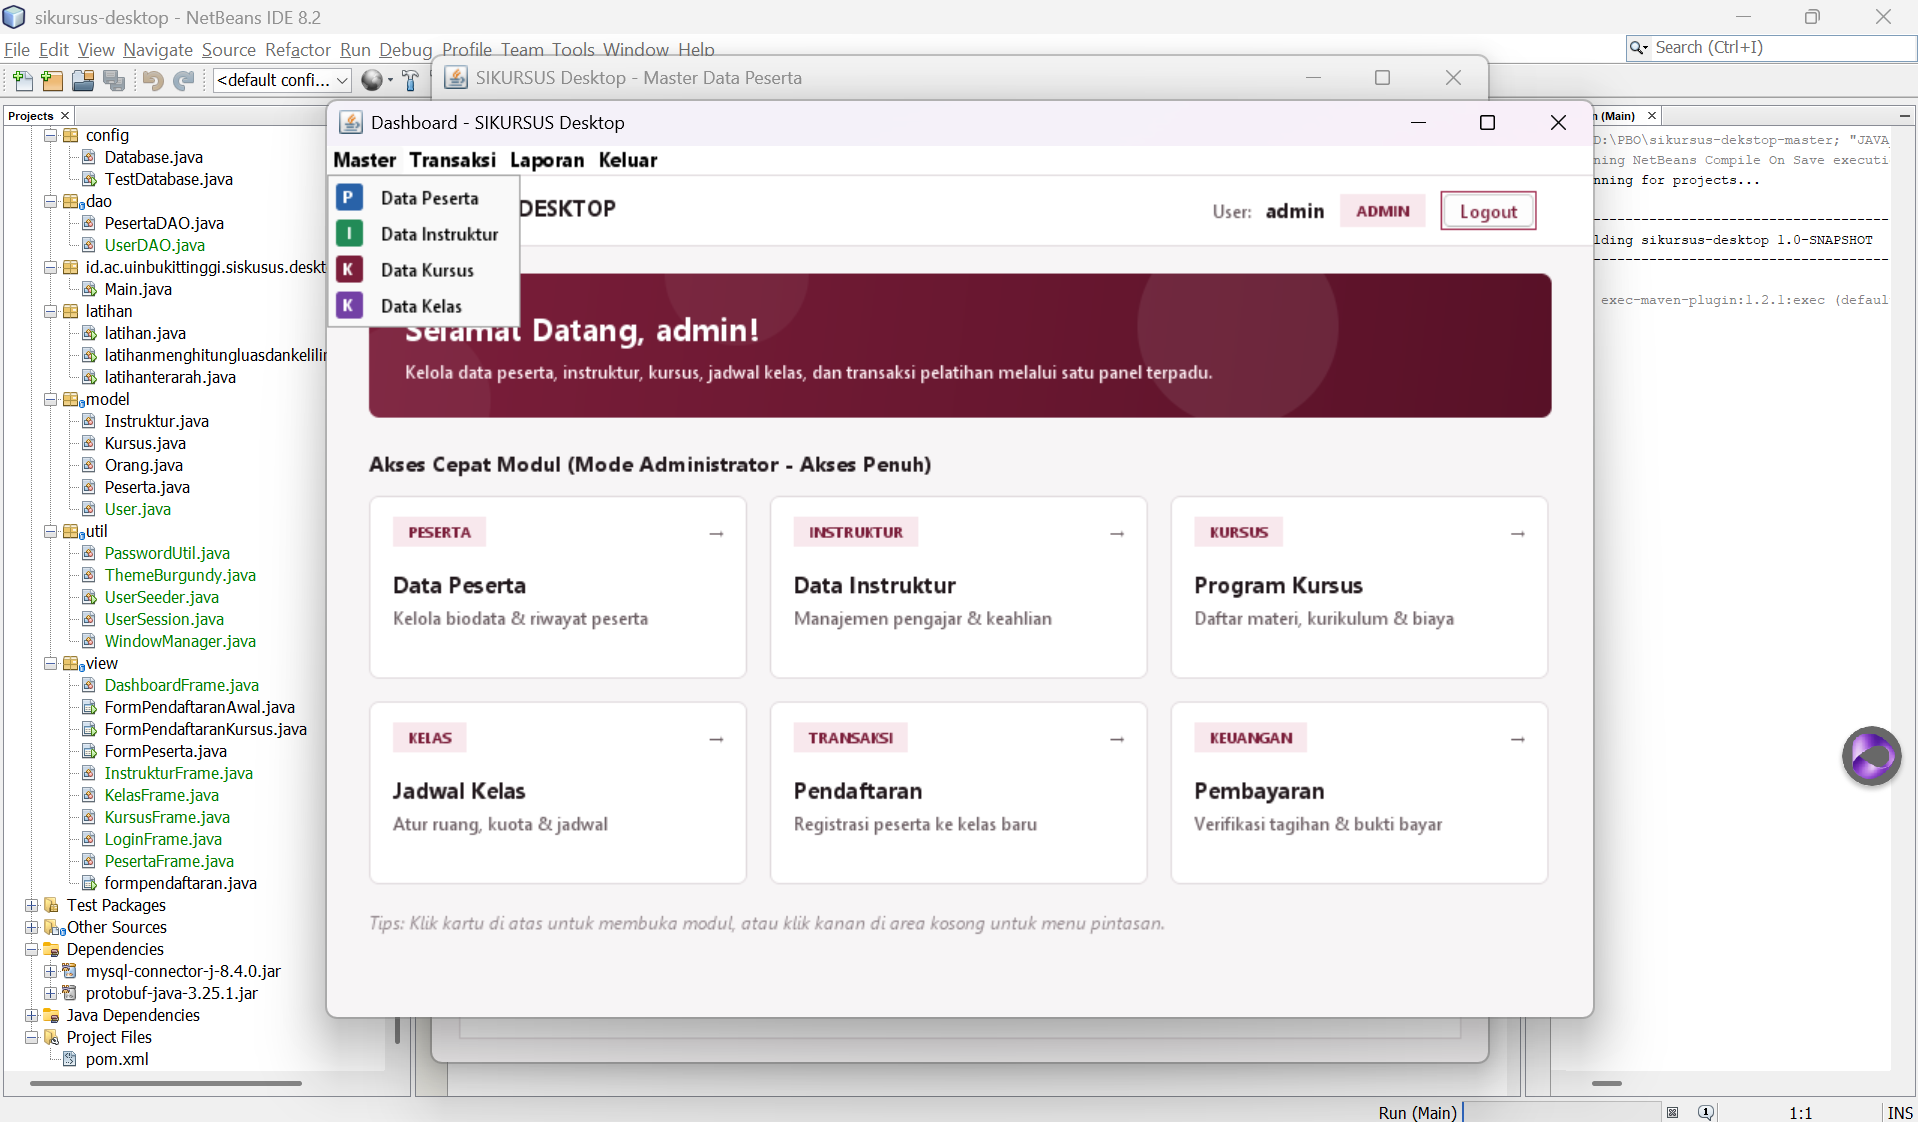 sikursus-desktop - NetBeans IDE 8.2
File Edit View Navigate Source Refactor Run Debug Profile Team Tools Window Help
Search (Ctrl+I)
<default confi...
SIKURSUS Desktop - Master Data Peserta
Projects
config
Database.java
TestDatabase.java
dao
PesertaDAO.java
UserDAO.java
id.ac.uinbukittinggi.siskusus.deskt
Main.java
latihan
latihan.java
latihanmenghitungluasdankelilin
latihanterarah.java
model
Instruktur.java
Kursus.java
Orang.java
Peserta.java
User.java
util
PasswordUtil.java
ThemeBurgundy.java
UserSeeder.java
UserSession.java
WindowManager.java
view
DashboardFrame.java
FormPendaftaranAwal.java
FormPendaftaranKursus.java
FormPeserta.java
InstrukturFrame.java
KelasFrame.java
KursusFrame.java
LoginFrame.java
PesertaFrame.java
formpendaftaran.java
Test Packages
Other Sources
Dependencies
mysql-connector-j-8.4.0.jar
protobuf-java-3.25.1.jar
Java Dependencies
Project Files
pom.xml
Dashboard - SIKURSUS Desktop
Master Transaksi Laporan Keluar
P Data Peserta
I Data Instruktur
K Data Kursus
K Data Kelas
DESKTOP
User: admin ADMIN Logout
Selamat Datang, admin!
Kelola data peserta, instruktur, kursus, jadwal kelas, dan transaksi pelatihan melalui satu panel terpadu.
Akses Cepat Modul (Mode Administrator - Akses Penuh)
PESERTA →
Data Peserta
Kelola biodata & riwayat peserta
INSTRUKTUR →
Data Instruktur
Manajemen pengajar & keahlian
KURSUS →
Program Kursus
Daftar materi, kurikulum & biaya
KELAS →
Jadwal Kelas
Atur ruang, kuota & jadwal
TRANSAKSI →
Pendaftaran
Registrasi peserta ke kelas baru
KEUANGAN →
Pembayaran
Verifikasi tagihan & bukti bayar
Tips: Klik kartu di atas untuk membuka modul, atau klik kanan di area kosong untuk menu pintasan.
(Main)
D:\PBO\sikursus-dekstop-master; "JAVA
ning NetBeans Compile On Save executi
nning for projects...
lding sikursus-desktop 1.0-SNAPSHOT
exec-maven-plugin:1.2.1:exec (defaul
Run (Main)
1
1:1
INS